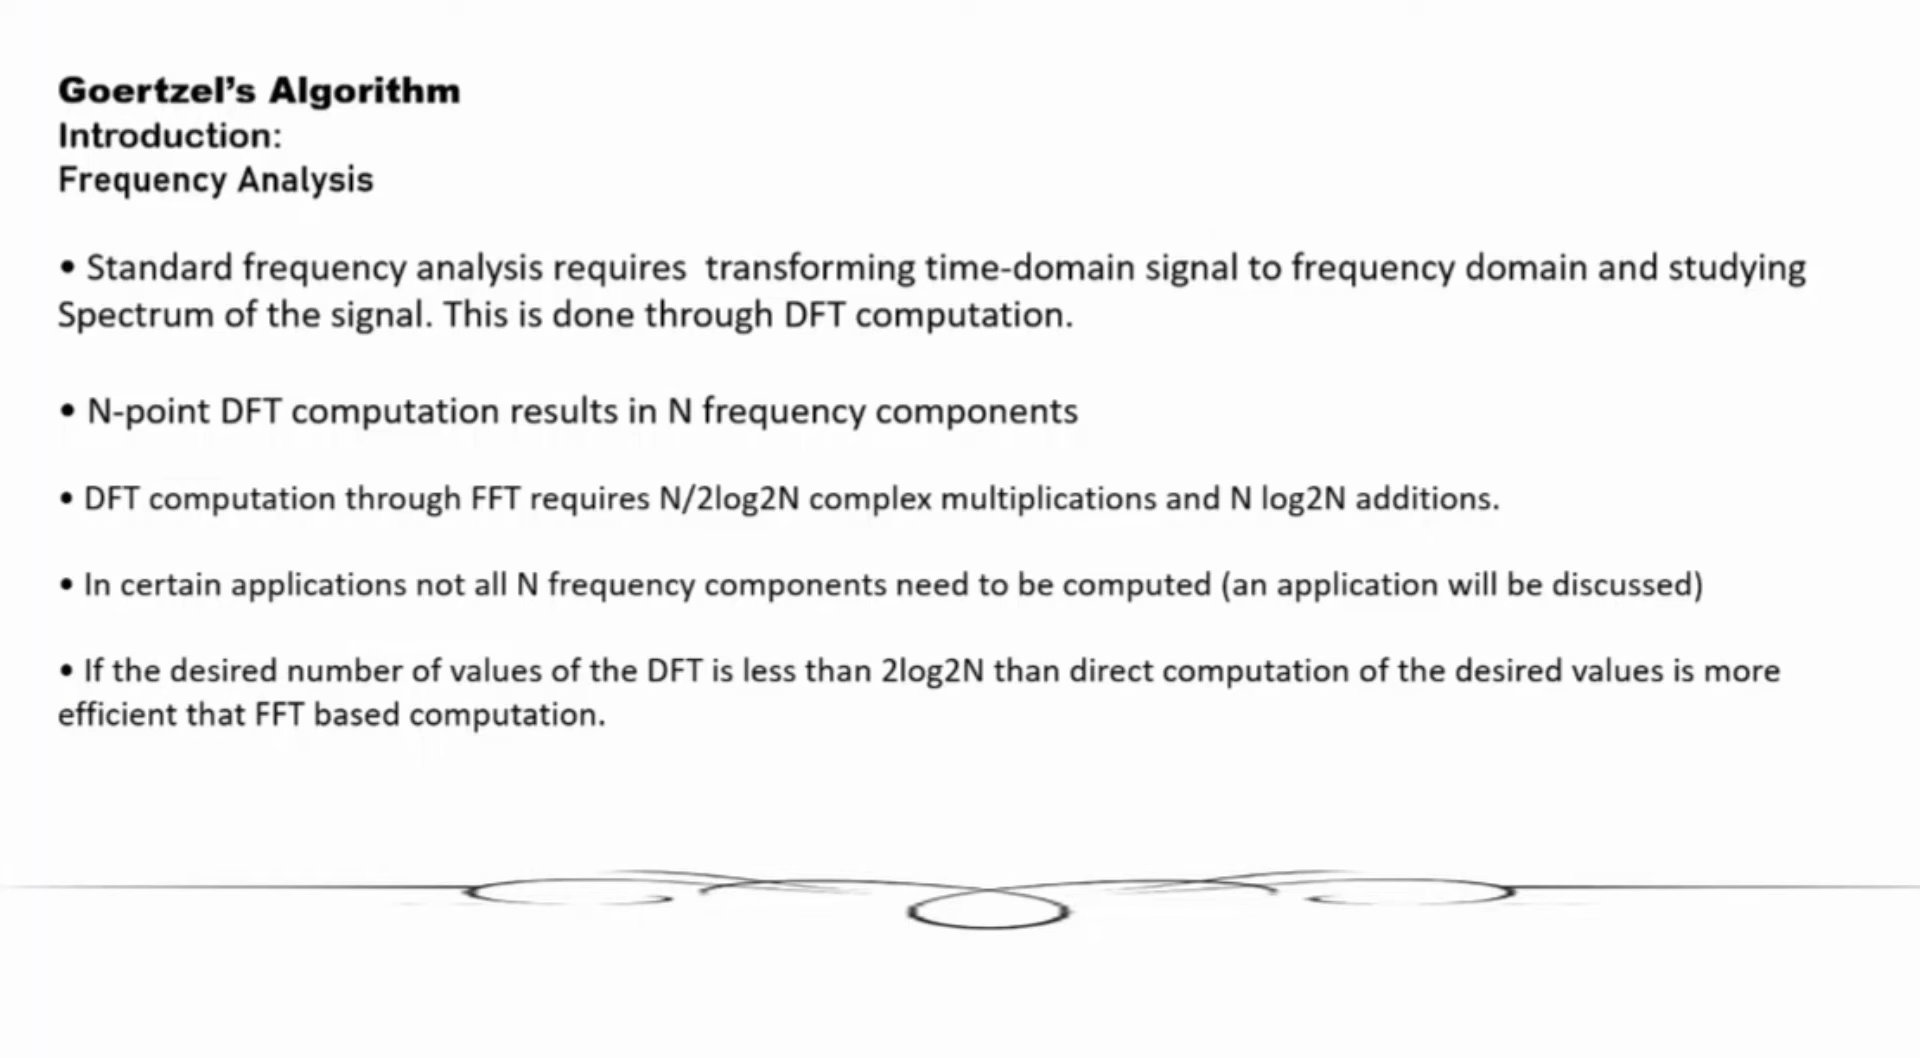 Goertzel's Algorithm
Introduction:
Frequency Analysis
• Standard frequency analysis requires  transforming time-domain signal to frequency domain and studying
Spectrum of the signal. This is done through DFT computation.
• N-point DFT computation results in N frequency components
• DFT computation through FFT requires N/2log2N complex multiplications and N log2N additions.
• In certain applications not all N frequency components need to be computed (an application will be discussed)
• If the desired number of values of the DFT is less than 2log2N than direct computation of the desired values is more
efficient that FFT based computation.